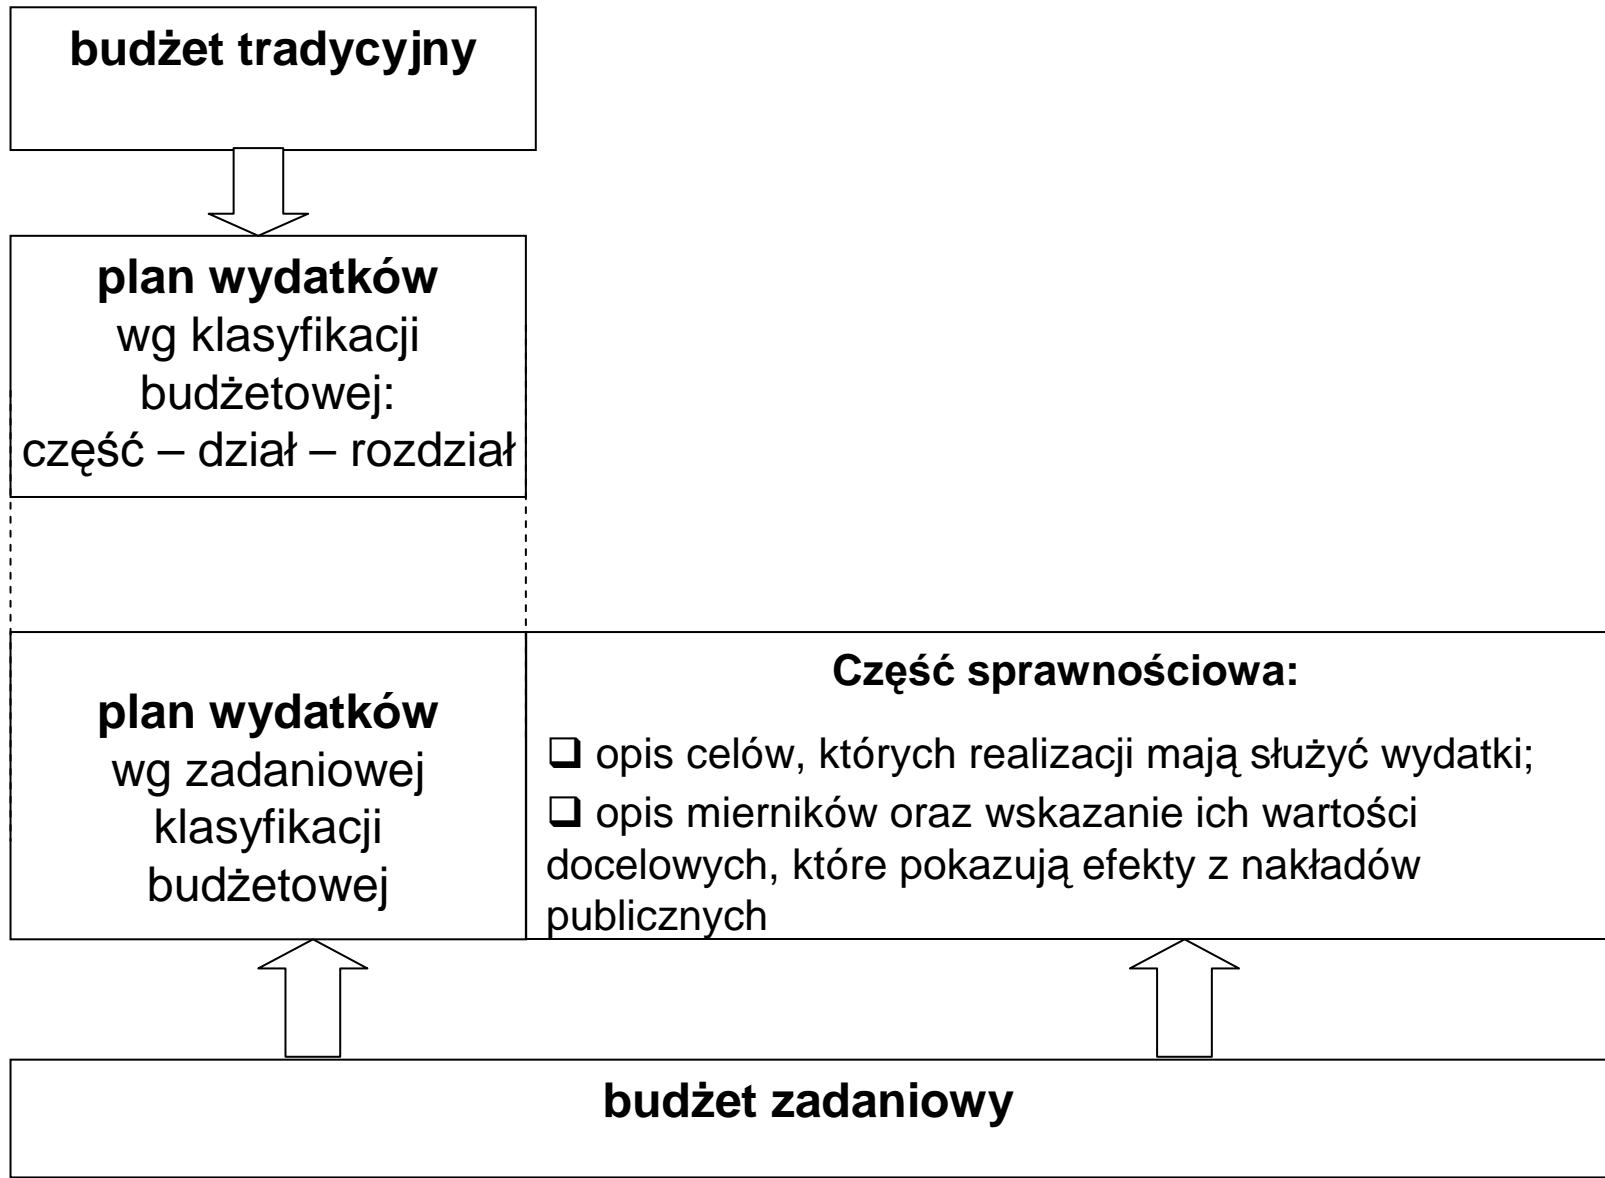 budżet tradycyjny
plan wydatków
wg klasyfikacji
budżetowej:
część – dział – rozdział
plan wydatków
wg zadaniowej
klasyfikacji
budżetowej
Część sprawnościowa:
❑ opis celów, których realizacji mają służyć wydatki;
❑ opis mierników oraz wskazanie ich wartości
docelowych, które pokazują efekty z nakładów
publicznych
budżet zadaniowy